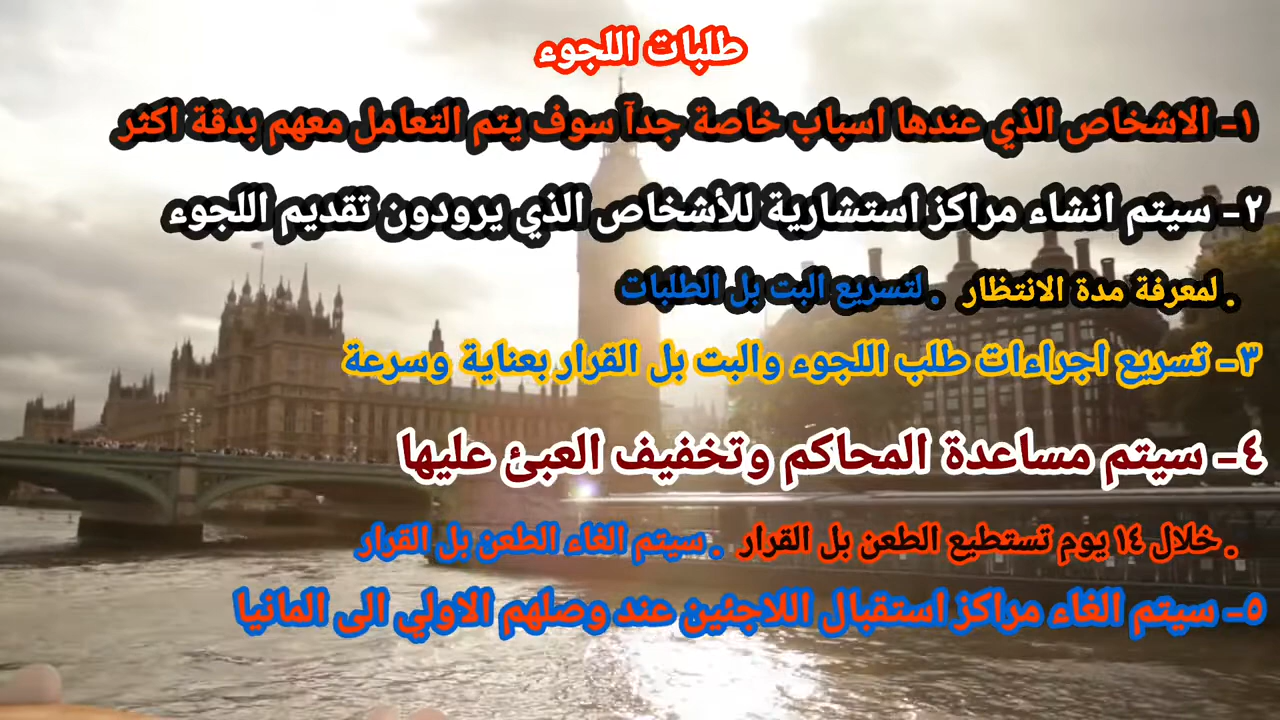 طلبات اللجوء
١- الاشخاص الذي عندها اسباب خاصة جدآ سوف يتم التعامل معهم بدقة اكثر
٢- سيتم انشاء مراكز استشارية للأشخاص الذي يرودون تقديم اللجوء
. لمعرفة مدة الانتظار . لتسريع البت بل الطلبات
٣- تسريع اجراءات طلب اللجوء والبت بل القرار بعناية وسرعة
٤- سيتم مساعدة المحاكم وتخفيف العبئ عليها
. خلال ١٤ يوم تستطيع الطعن بل القرار . سيتم الغاء الطعن بل القرار
٥- سيتم الغاء مراكز استقبال اللاجئين عند وصلهم الاولي الى المانيا